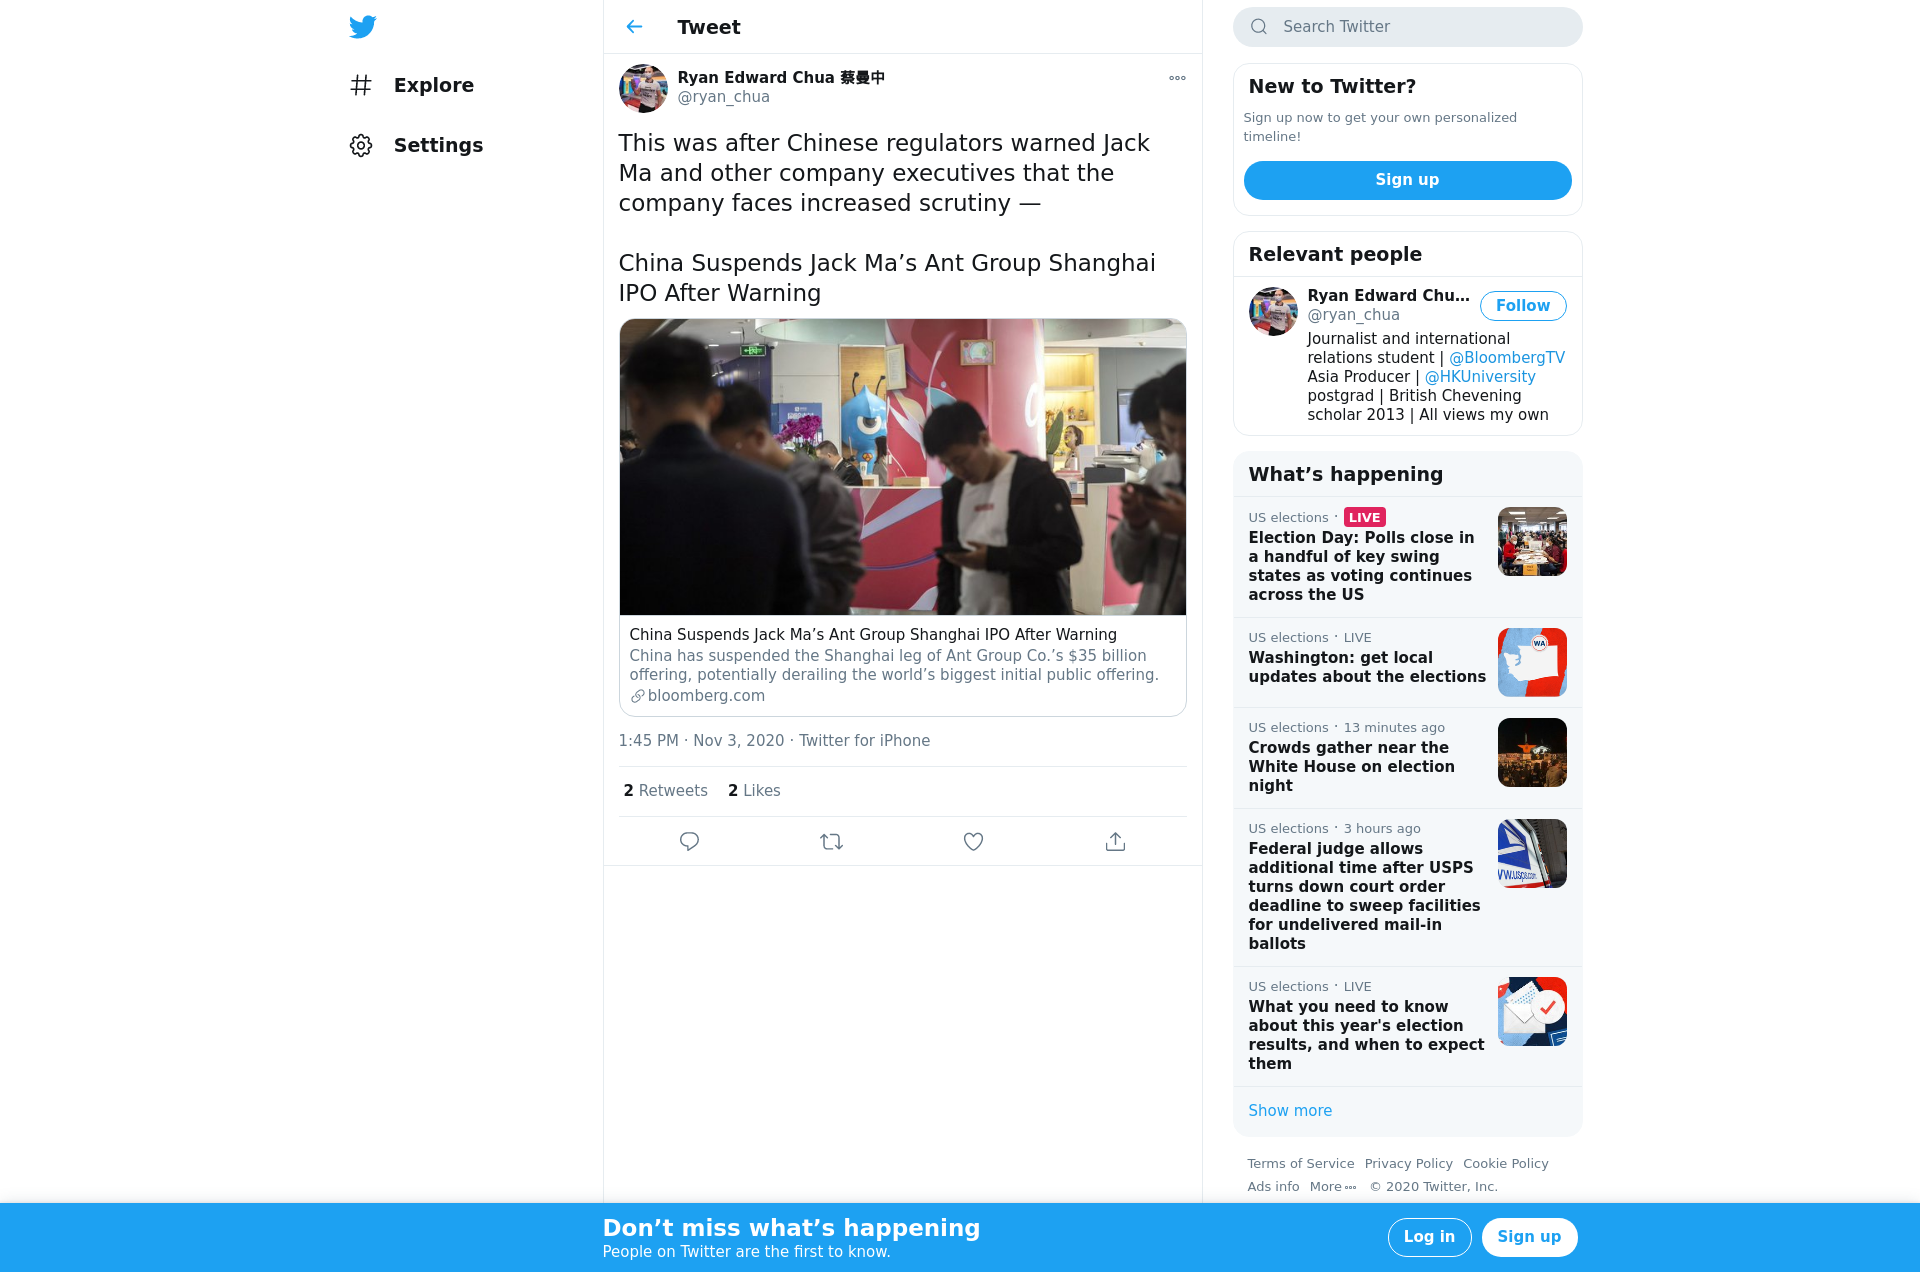 Explore
Settings
Tweet
Ryan Edward Chua 蔡曼中
@ryan_chua
This was after Chinese regulators warned Jack
Ma and other company executives that the
company faces increased scrutiny —
China Suspends Jack Ma’s Ant Group Shanghai
IPO After Warning
China Suspends Jack Ma’s Ant Group Shanghai IPO After Warning
China has suspended the Shanghai leg of Ant Group Co.’s $35 billion
offering, potentially derailing the world’s biggest initial public offering.
bloomberg.com
1:45 PM · Nov 3, 2020 · Twitter for iPhone
2 Retweets 2 Likes
Search Twitter
New to Twitter?
Sign up now to get your own personalized
timeline!
Sign up
Relevant people
Ryan Edward Chu...
@ryan_chua
Follow
Journalist and international
relations student | @BloombergTV
Asia Producer | @HKUniversity
postgrad | British Chevening
scholar 2013 | All views my own
What’s happening
US elections · LIVE
Election Day: Polls close in
a handful of key swing
states as voting continues
across the US
US elections · LIVE
Washington: get local
updates about the elections
WA
US elections · 13 minutes ago
Crowds gather near the
White House on election
night
US elections · 3 hours ago
Federal judge allows
additional time after USPS
turns down court order
deadline to sweep facilities
for undelivered mail-in
ballots
US elections · LIVE
What you need to know
about this year's election
results, and when to expect
them
Show more
Terms of Service Privacy Policy Cookie Policy
Ads info More © 2020 Twitter, Inc.
Don’t miss what’s happening
People on Twitter are the first to know.
Log in
Sign up